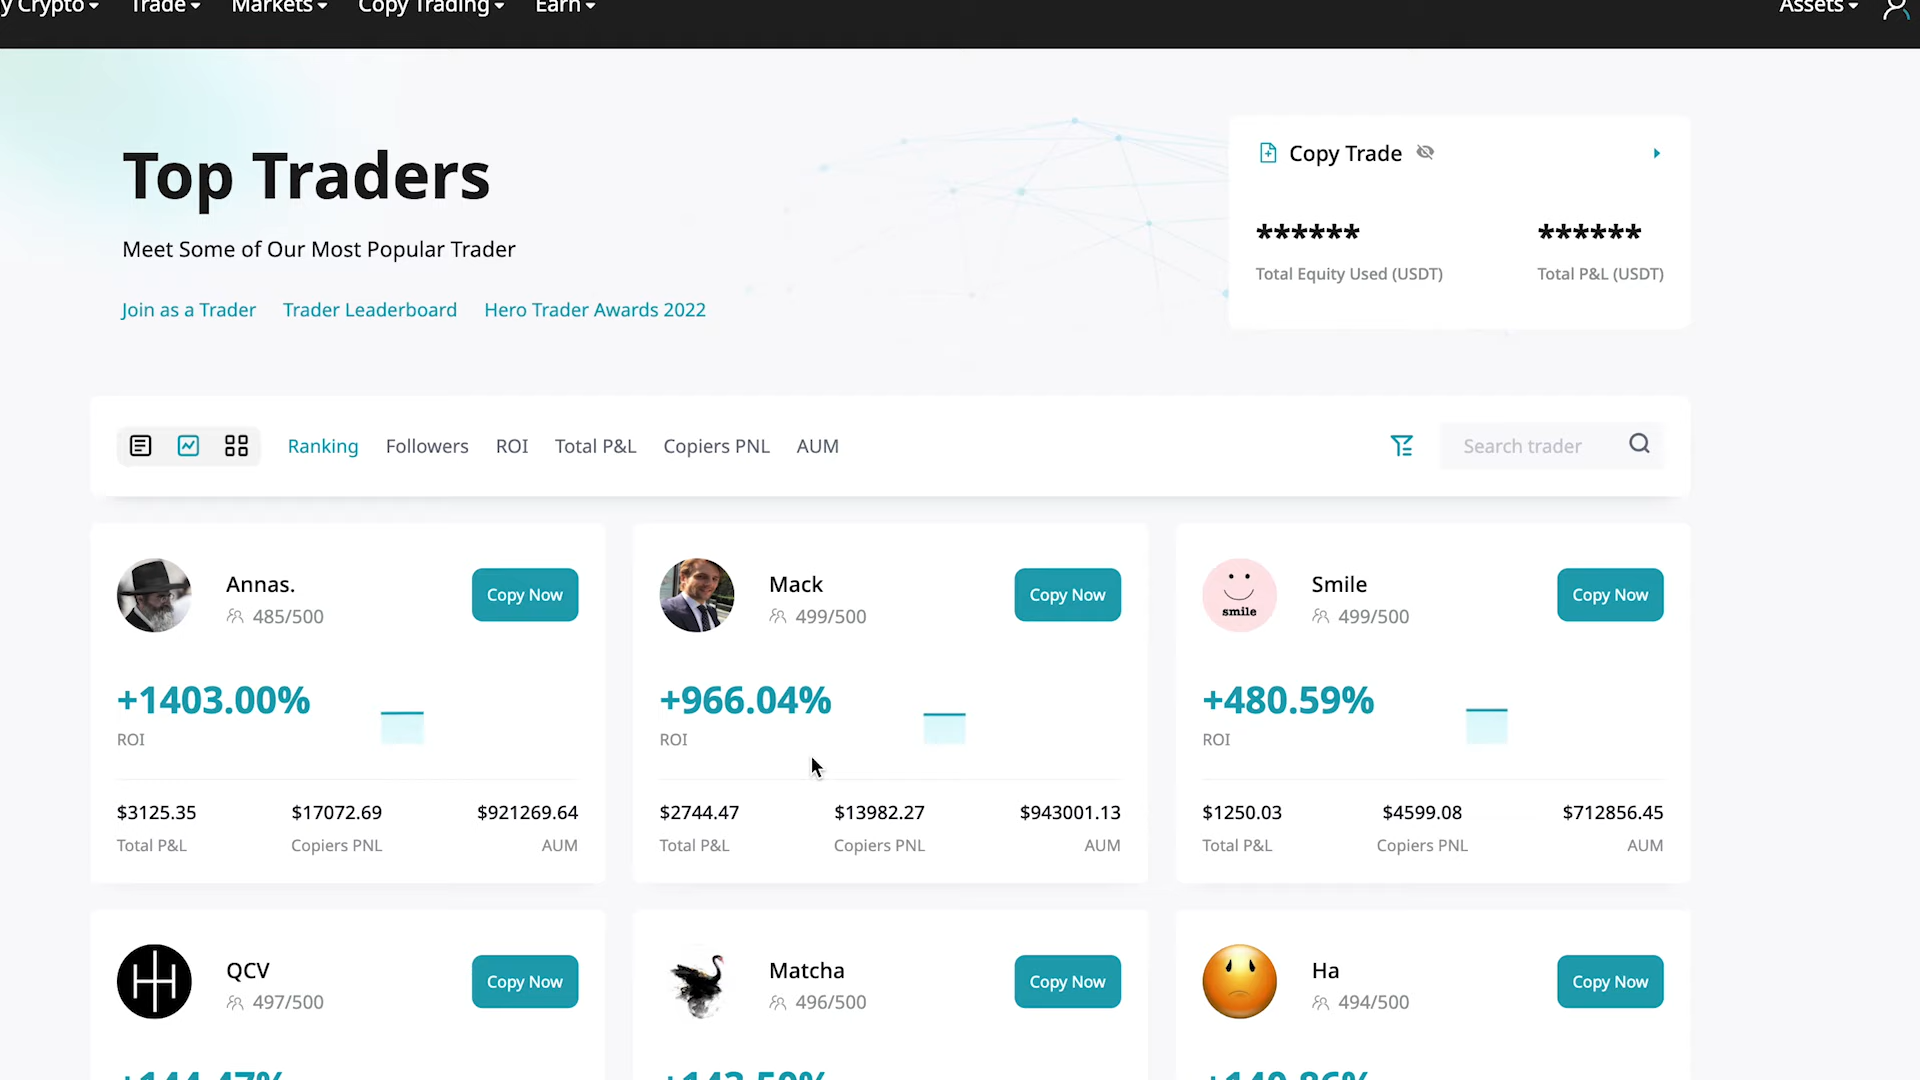 y Crypto Trade Markets Copy Trading Earn Assets
Top Traders
Meet Some of Our Most Popular Trader
Join as a Trader Trader Leaderboard Hero Trader Awards 2022
Copy Trade
****** ******
Total Equity Used (USDT) Total P&L (USDT)
Ranking Followers ROI Total P&L Copiers PNL AUM
Search trader
Annas.
485/500
Copy Now
+1403.00%
ROI
$3125.35 $17072.69 $921269.64
Total P&L Copiers PNL AUM
Mack
499/500
Copy Now
+966.04%
ROI
$2744.47 $13982.27 $943001.13
Total P&L Copiers PNL AUM
smile
Smile
499/500
Copy Now
+480.59%
ROI
$1250.03 $4599.08 $712856.45
Total P&L Copiers PNL AUM
QCV
497/500
Copy Now
Matcha
496/500
Copy Now
Ha
494/500
Copy Now